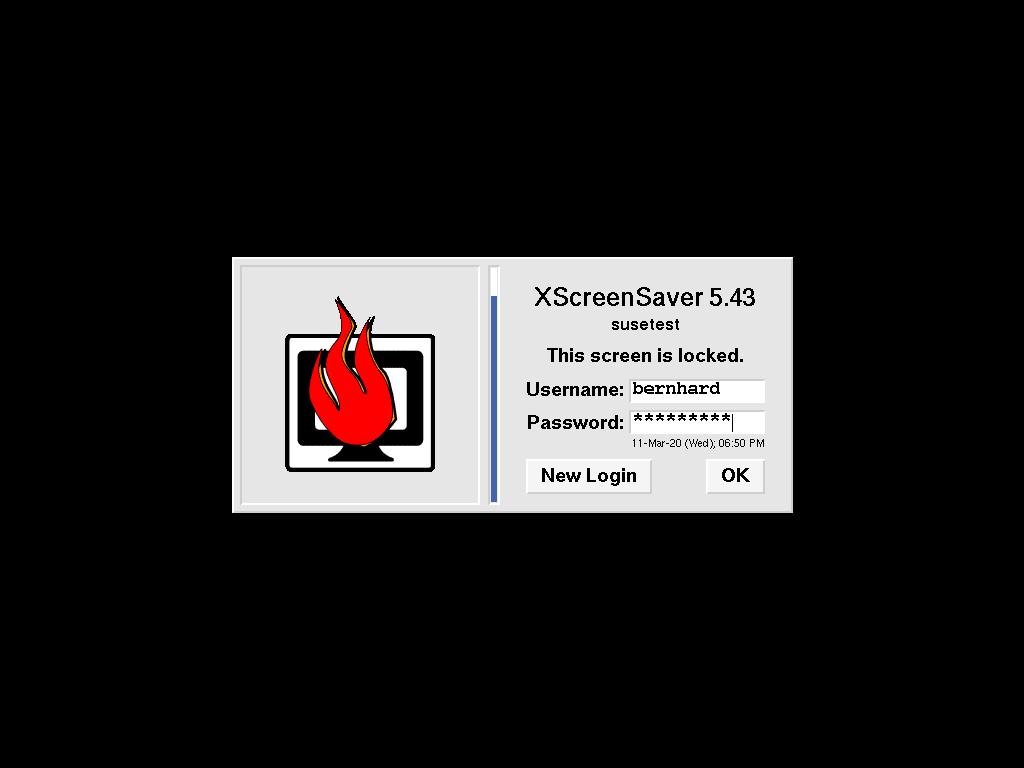 XScreenSaver 5.43
susetest
This screen is locked.
Username: bernhard
Password: *********
11-Mar-20 (Wed); 06:50 PM
New Login OK